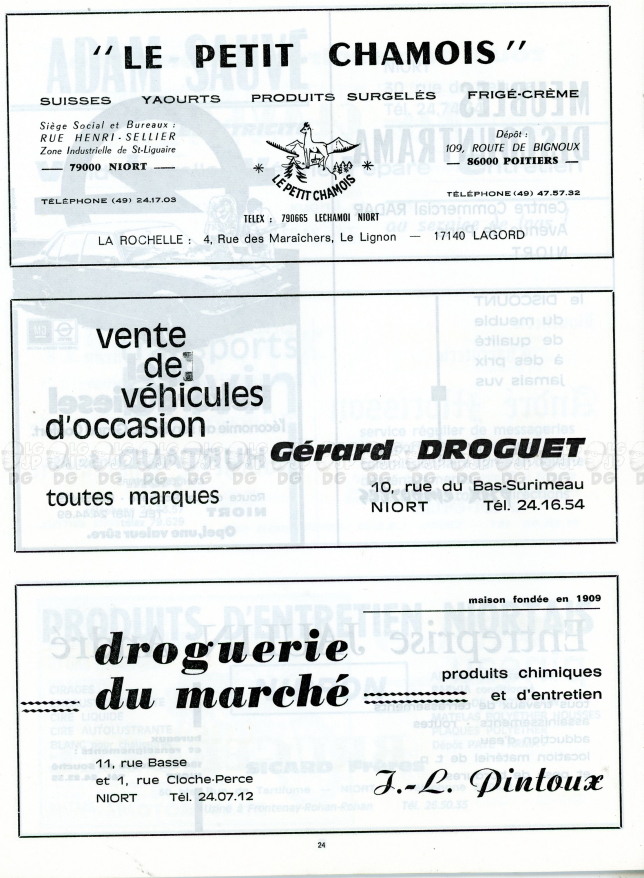 “LE PETIT CHAMOIS”
SUISSES YAOURTS PRODUITS SURGELÉS FRIGÉ-CRÈME
Siège Social et Bureaux :
RUE HENRI-SELLIER
Zone Industrielle de St-Liguaire
— 79000 NIORT —
TÉLÉPHONE (49) 24.17.03
LE PETIT CHAMOIS
Dépôt :
109, ROUTE DE BIGNOUX
— 86000 POITIERS —
TÉLÉPHONE (49) 47.57.32
TELEX : 790665 LECHAMOI NIORT
LA ROCHELLE : 4, Rue des Maraîchers, Le Lignon — 17140 LAGORD
vente
de
véhicules
d'occasion
toutes marques
Gérard DROGUET
10, rue du Bas-Surimeau
NIORT Tél. 24.16.54
maison fondée en 1909
droguerie
du marché
produits chimiques
et d'entretien
11, rue Basse
et 1, rue Cloche-Perce
NIORT Tél. 24.07.12
J.-L. Pintoux
24